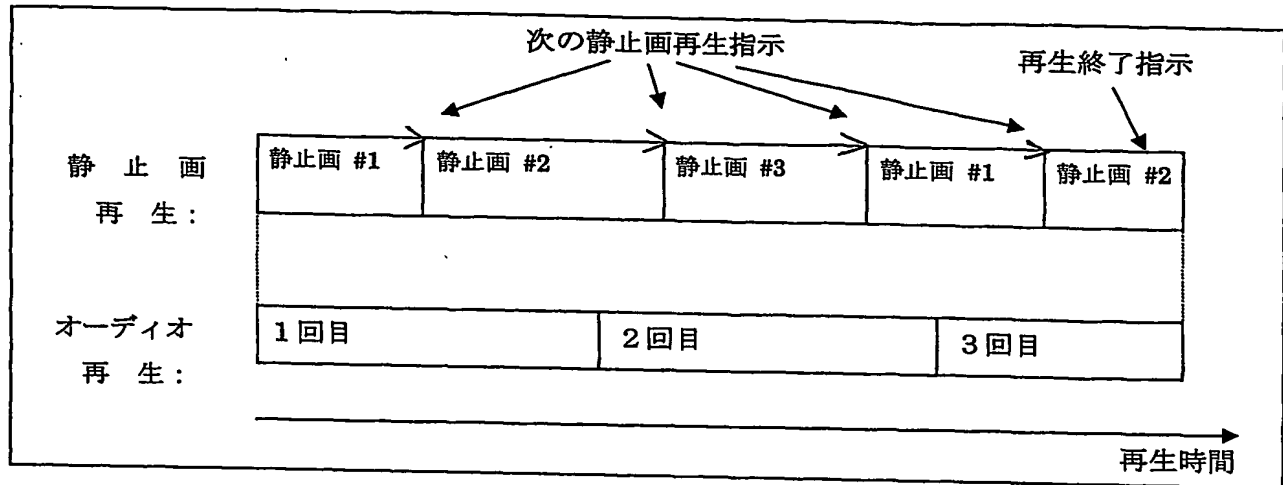 次の静止画再生指示
再生終了指示
静止画
再生：
静止画 #1
静止画 #2
静止画 #3
静止画 #1
静止画 #2
オーディオ
再生：
1回目
2回目
3回目
再生時間